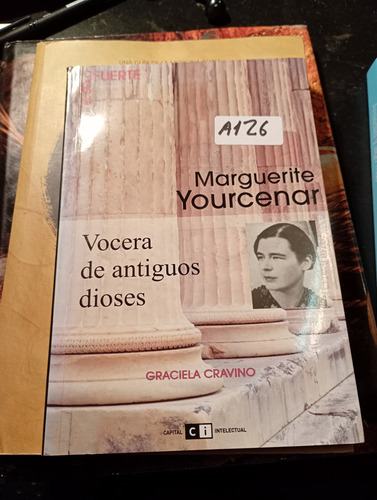 FUERTE
A126
Marguerite
Yourcenar
Vocera
de antiguos
dioses
GRACIELA CRAVINO
CAPITAL Ci INTELECTUAL